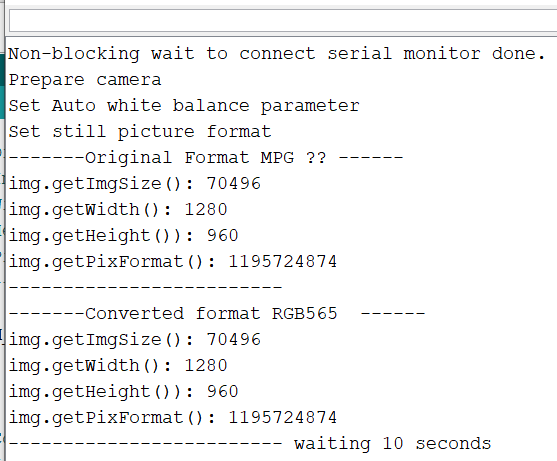 Non-blocking wait to connect serial monitor done.
Prepare camera
Set Auto white balance parameter
Set still picture format
-------Original Format MPG ?? ------
img.getImgSize(): 70496
img.getWidth(): 1280
img.getHeight()): 960
img.getPixFormat(): 1195724874
-------------------------
-------Converted format RGB565  ------
img.getImgSize(): 70496
img.getWidth(): 1280
img.getHeight()): 960
img.getPixFormat(): 1195724874
------------------------- waiting 10 seconds